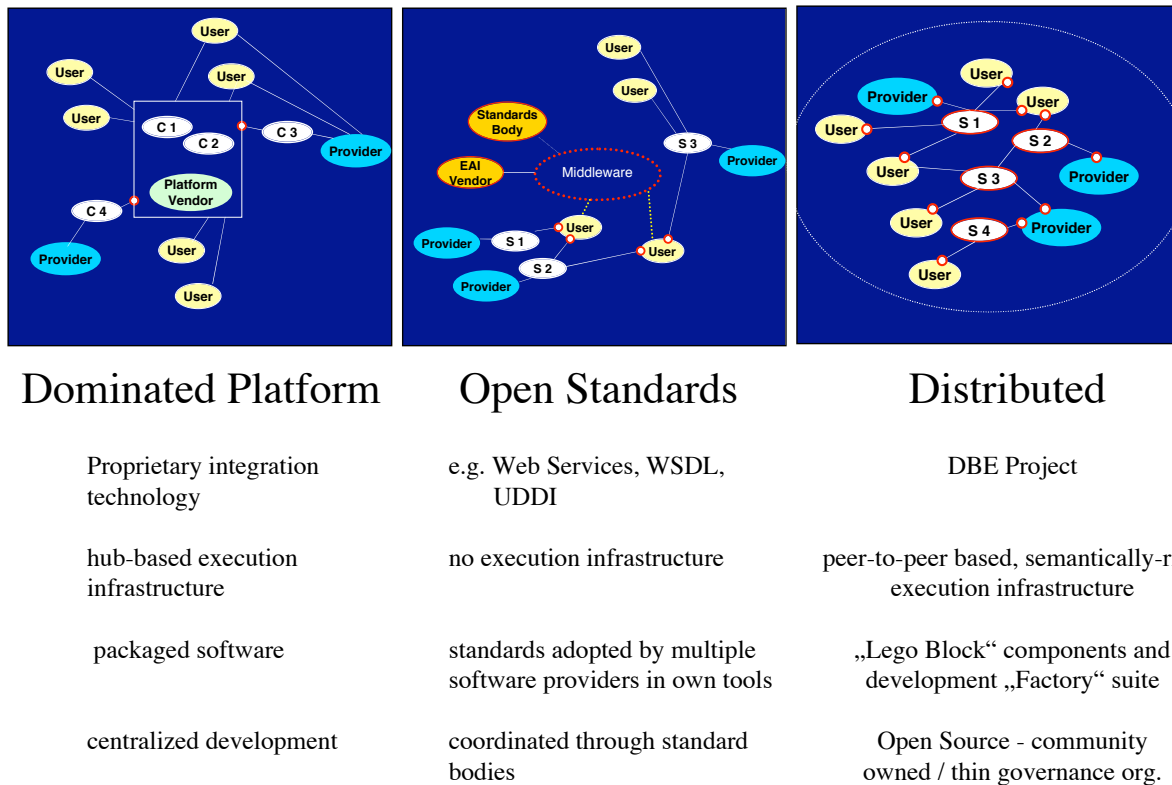 User
User
User
User
C 1
C 2
C 3
Provider
Platform
Vendor
C 4
Provider
User
User
User
User
Standards
Body
EAI
Vendor
Middleware
S 3
Provider
Provider
S 1
User
S 2
User
Provider
User
Provider
User
User
S 1
S 2
User
S 3
Provider
User
S 4
Provider
User
Dominated Platform
Open Standards
Distributed
Proprietary integration
technology
e.g. Web Services, WSDL,
UDDI
DBE Project
hub-based execution
infrastructure
no execution infrastructure
peer-to-peer based,
execution infrastructure
packaged software
standards adopted by multiple
software providers in own tools
„Lego Block“ components and
development „Factory“ suite
centralized development
coordinated through standard
bodies
Open Source - community
owned / thin governance org.